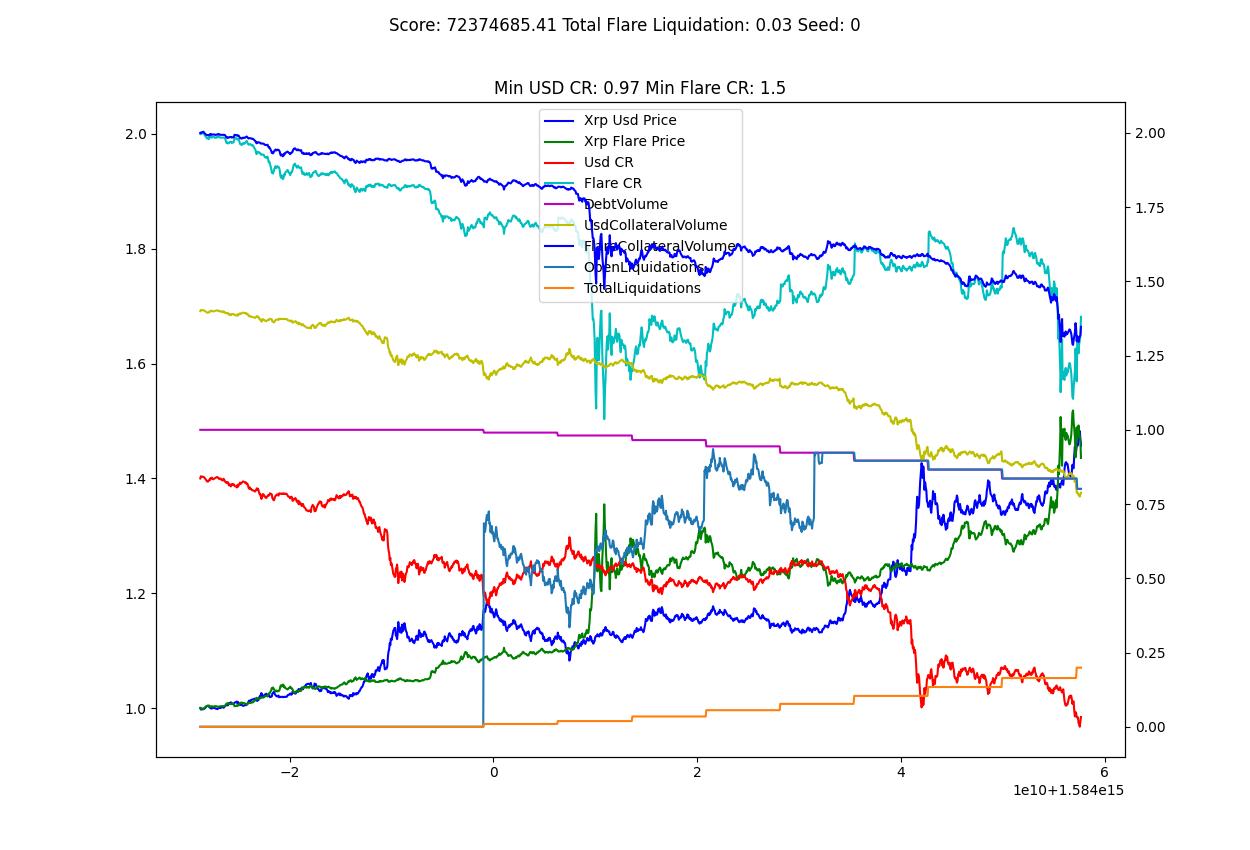 Score: 72374685.41 Total Flare Liquidation: 0.03 Seed: 0
Min USD CR: 0.97 Min Flare CR: 1.5
Xrp Usd Price
Xrp Flare Price
Usd CR
Flare CR
DebtVolume
UsdCollateralVolume
FlareCollateralVolume
OpenLiquidations
TotalLiquidations
2.0
1.8
1.6
1.4
1.2
1.0
2.00
1.75
1.50
1.25
1.00
0.75
0.50
0.25
0.00
−2
0
2
4
6
1e10+1.584e15